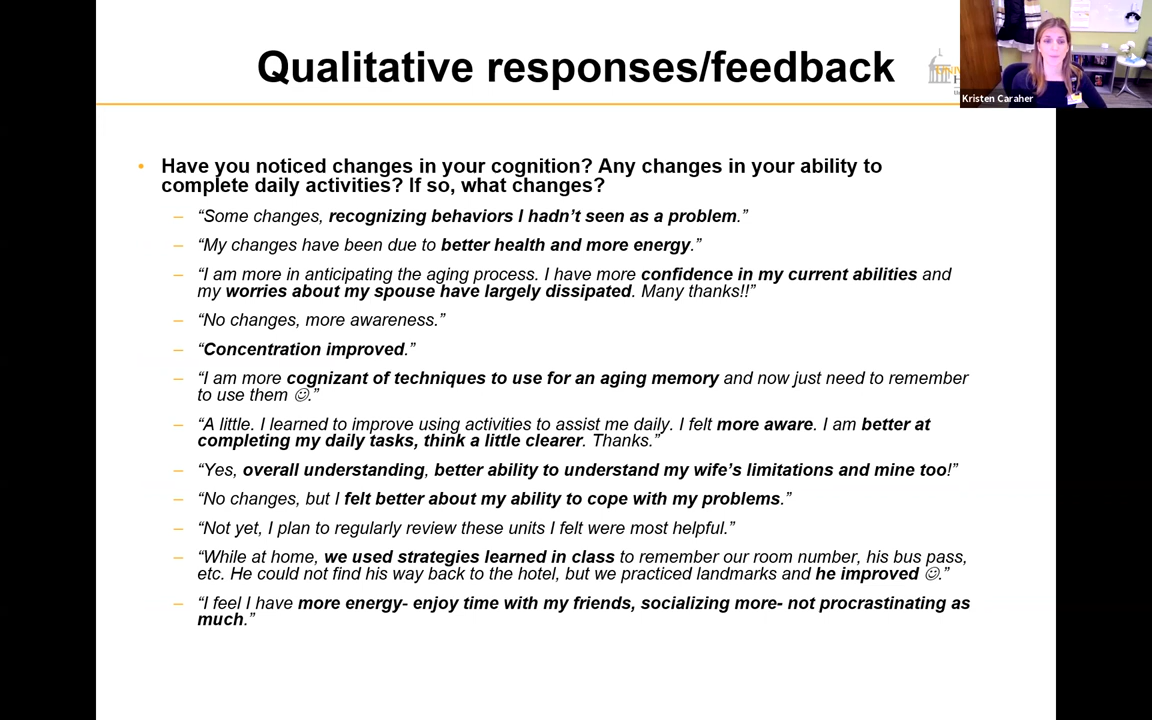 Qualitative responses/feedback
Kristen Caraher
• Have you noticed changes in your cognition? Any changes in your ability to
complete daily activities? If so, what changes?
– “Some changes, recognizing behaviors I hadn’t seen as a problem.”
– “My changes have been due to better health and more energy.”
– “I am more in anticipating the aging process. I have more confidence in my current abilities and
my worries about my spouse have largely dissipated. Many thanks!!”
– “No changes, more awareness.”
– “Concentration improved.”
– “I am more cognizant of techniques to use for an aging memory and now just need to remember
to use them ☺.”
– “A little. I learned to improve using activities to assist me daily. I felt more aware. I am better at
completing my daily tasks, think a little clearer. Thanks.”
– “Yes, overall understanding, better ability to understand my wife’s limitations and mine too!”
– “No changes, but I felt better about my ability to cope with my problems.”
– “Not yet, I plan to regularly review these units I felt were most helpful.”
– “While at home, we used strategies learned in class to remember our room number, his bus pass,
etc. He could not find his way back to the hotel, but we practiced landmarks and he improved ☺.”
– “I feel I have more energy- enjoy time with my friends, socializing more- not procrastinating as
much.”